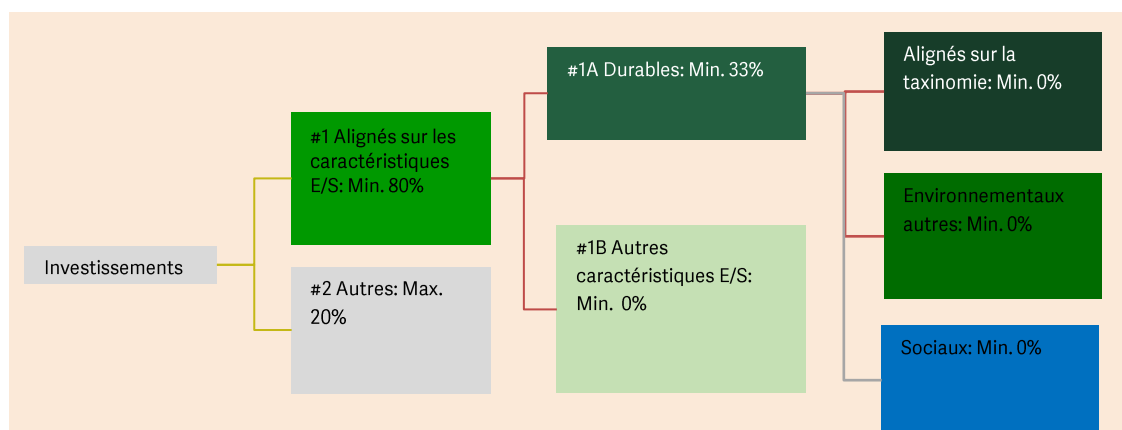 Investissements
#1 Alignés sur les
caractéristiques
E/S: Min. 80%
#2 Autres: Max.
20%
#1A Durables: Min. 33%
#1B Autres
caractéristiques E/S:
Min. 0%
Alignés sur la
taxinomie: Min. 0%
Environnementaux
autres: Min. 0%
Sociaux: Min. 0%